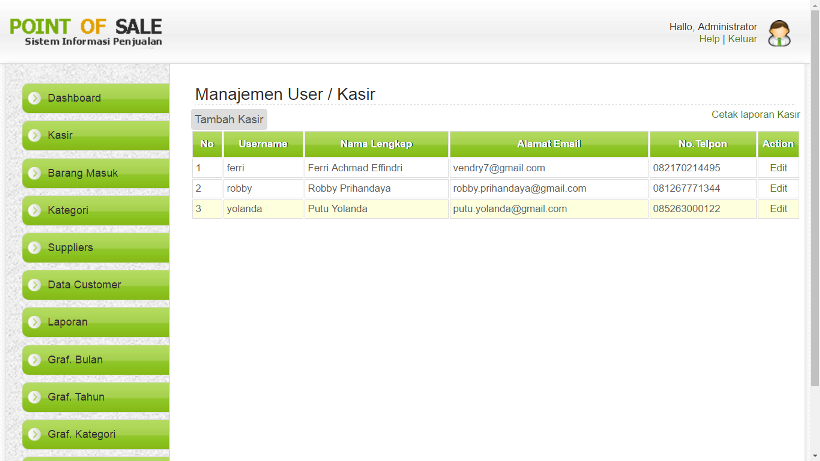 POINT OF SALE
Sistem Informasi Penjualan
Hallo, Administrator
Help | Keluar
Dashboard
Kasir
Barang Masuk
Kategori
Suppliers
Data Customer
Laporan
Graf. Bulan
Graf. Tahun
Graf. Kategori
Manajemen User / Kasir
Tambah Kasir
Cetak laporan Kasir
No Username Nama Lengkap Alamat Email No.Telpon Action
1 ferri Ferri Achmad Effindri vendry7@gmail.com 082170214495 Edit
2 robby Robby Prihandaya robby.prihandaya@gmail.com 081267771344 Edit
3 yolanda Putu Yolanda putu.yolanda@gmail.com 085263000122 Edit